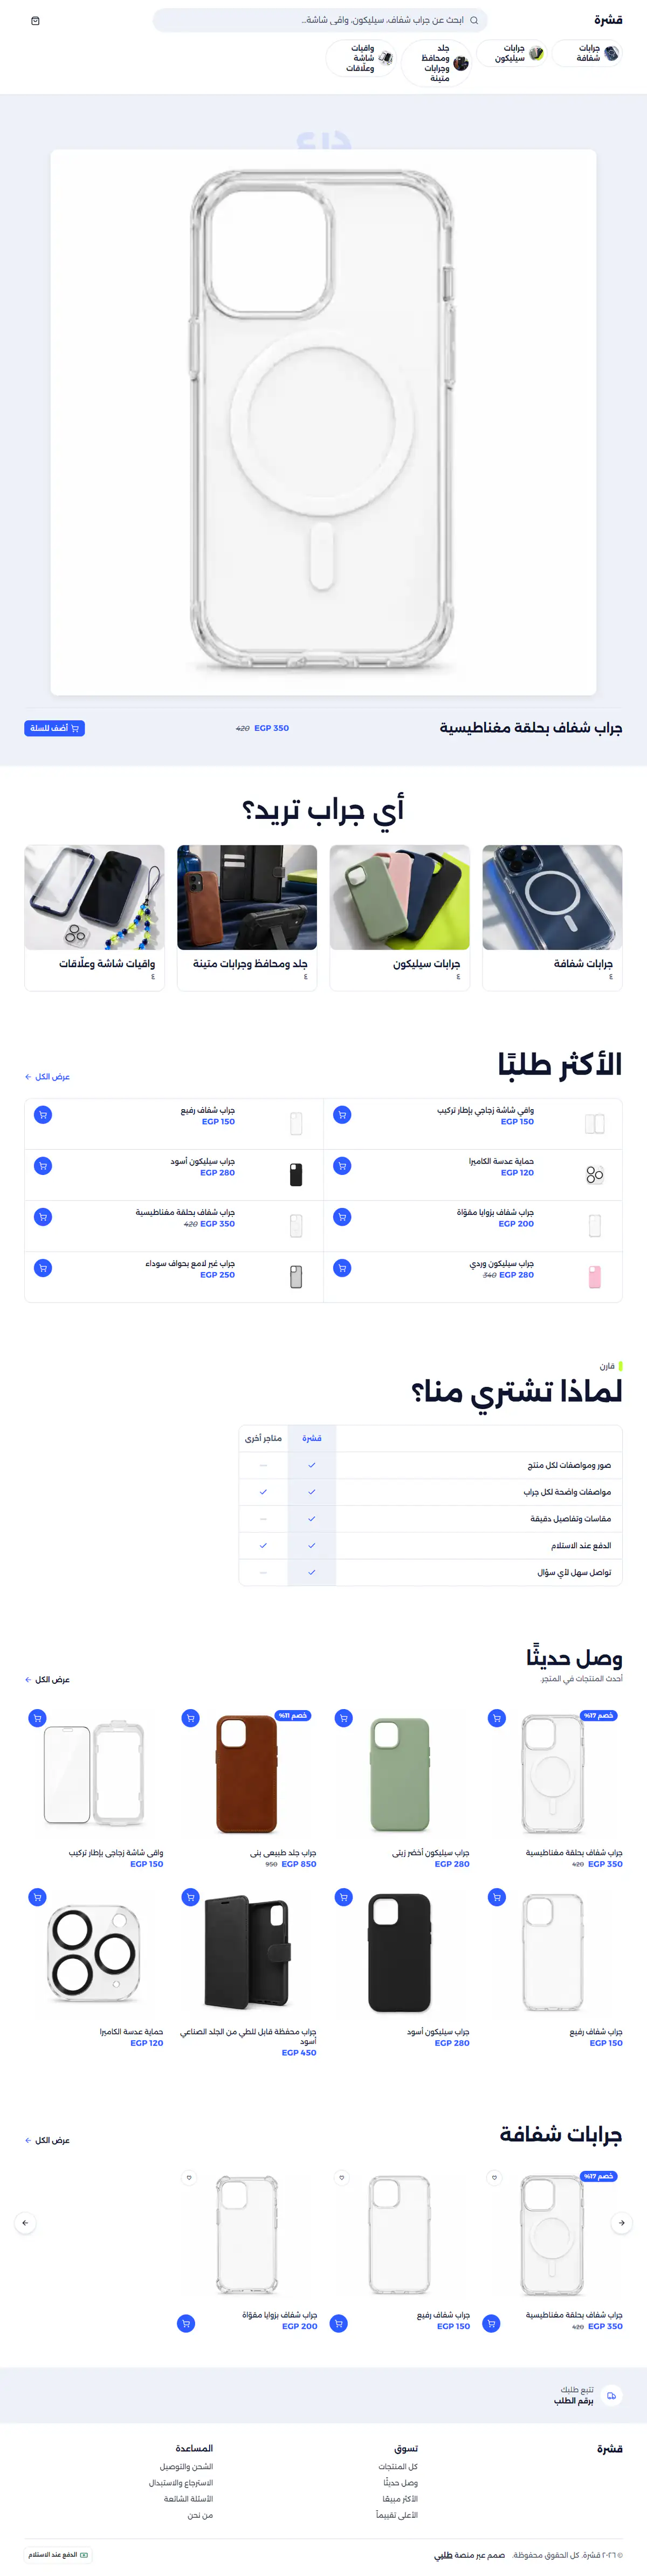 قشرة
ابحث عن جراب شفاف، سيليكون، واقي شاشة...
جرابات
شفافة
جرابات
سيليكون
جلد
ومحافظ
وجرابات
متينة
واقيات
شاشة
وعلّاقات
جراب شفاف بحلقة مغناطيسية
EGP 350 420
أضف للسلة
أي جراب تريد؟
جرابات شفافة
٤
جرابات سيليكون
٤
جلد ومحافظ وجرابات متينة
٤
واقيات شاشة وعلّاقات
٤
الأكثر طلبًا
عرض الكل
واقي شاشة زجاجي بإطار تركيب
EGP 150
جراب شفاف رفيع
EGP 150
حماية عدسة الكاميرا
EGP 120
جراب سيليكون أسود
EGP 280
جراب شفاف بزوايا مقوّاة
EGP 200
جراب شفاف بحلقة مغناطيسية
EGP 350 420
جراب سيليكون وردي
EGP 280 340
جراب غير لامع بحواف سوداء
EGP 250
قارن
لماذا تشتري منا؟
قشرة متاجر أخرى
صور ومواصفات لكل منتج
مواصفات واضحة لكل جراب
مقاسات وتفاصيل دقيقة
الدفع عند الاستلام
تواصل سهل لأي سؤال
وصل حديثًا
أحدث المنتجات في المتجر.
عرض الكل
خصم 17%
جراب شفاف بحلقة مغناطيسية
EGP 350 420
جراب سيليكون أخضر زيتي
EGP 280
خصم 11%
جراب جلد طبيعي بني
EGP 850 950
واقي شاشة زجاجي بإطار تركيب
EGP 150
جراب شفاف رفيع
EGP 150
جراب سيليكون أسود
EGP 280
جراب محفظة قابل للطي من الجلد الصناعي
أسود
EGP 450
حماية عدسة الكاميرا
EGP 120
جرابات شفافة
عرض الكل
خصم 17%
جراب شفاف بحلقة مغناطيسية
EGP 350 420
جراب شفاف رفيع
EGP 150
جراب شفاف بزوايا مقوّاة
EGP 200
تتبع طلبك
برقم الطلب
قشرة
تسوق
كل المنتجات
وصل حديثًا
الأكثر مبيعًا
الأعلى تقييماً
المساعدة
الشحن والتوصيل
الاسترجاع والاستبدال
الأسئلة الشائعة
من نحن
© ٢٠٢٦ قشرة. كل الحقوق محفوظة. صمم عبر منصة طلبي
الدفع عند الاستلام